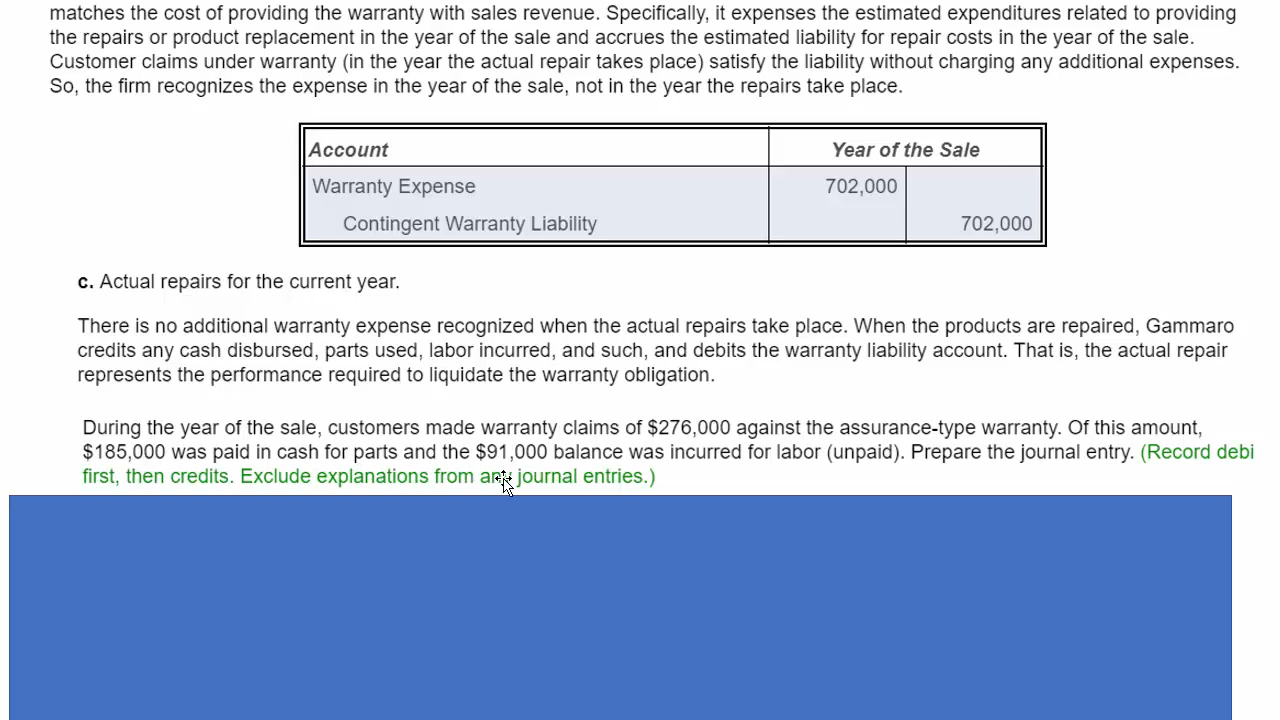 matches the cost of providing the warranty with sales revenue. Specifically, it expenses the estimated expenditures related to providing
the repairs or product replacement in the year of the sale and accrues the estimated liability for repair costs in the year of the sale.
Customer claims under warranty (in the year the actual repair takes place) satisfy the liability without charging any additional expenses.
So, the firm recognizes the expense in the year of the sale, not in the year the repairs take place.
Account Year of the Sale
Warranty Expense 702,000
Contingent Warranty Liability 702,000
c. Actual repairs for the current year.
There is no additional warranty expense recognized when the actual repairs take place. When the products are repaired, Gammaro
credits any cash disbursed, parts used, labor incurred, and such, and debits the warranty liability account. That is, the actual repair
represents the performance required to liquidate the warranty obligation.
During the year of the sale, customers made warranty claims of $276,000 against the assurance-type warranty. Of this amount,
$185,000 was paid in cash for parts and the $91,000 balance was incurred for labor (unpaid). Prepare the journal entry. (Record debi
first, then credits. Exclude explanations from any journal entries.)